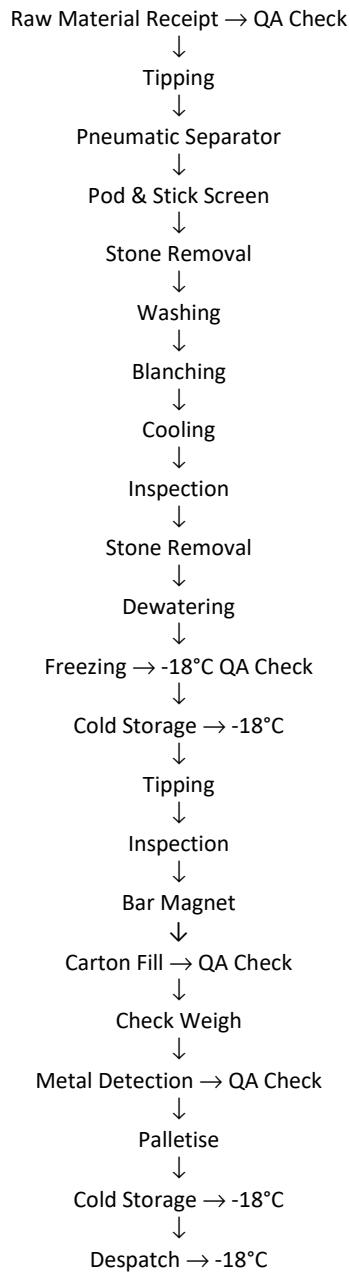 Raw Material Receipt → QA Check
↓
Tipping
↓
Pneumatic Separator
↓
Pod & Stick Screen
↓
Stone Removal
↓
Washing
↓
Blanching
↓
Cooling
↓
Inspection
↓
Stone Removal
↓
Dewatering
↓
Freezing → -18°C QA Check
↓
Cold Storage → -18°C
↓
Tipping
↓
Inspection
↓
Bar Magnet
↓
Carton Fill → QA Check
↓
Check Weigh
↓
Metal Detection → QA Check
↓
Palletise
↓
Cold Storage → -18°C
↓
Despatch → -18°C